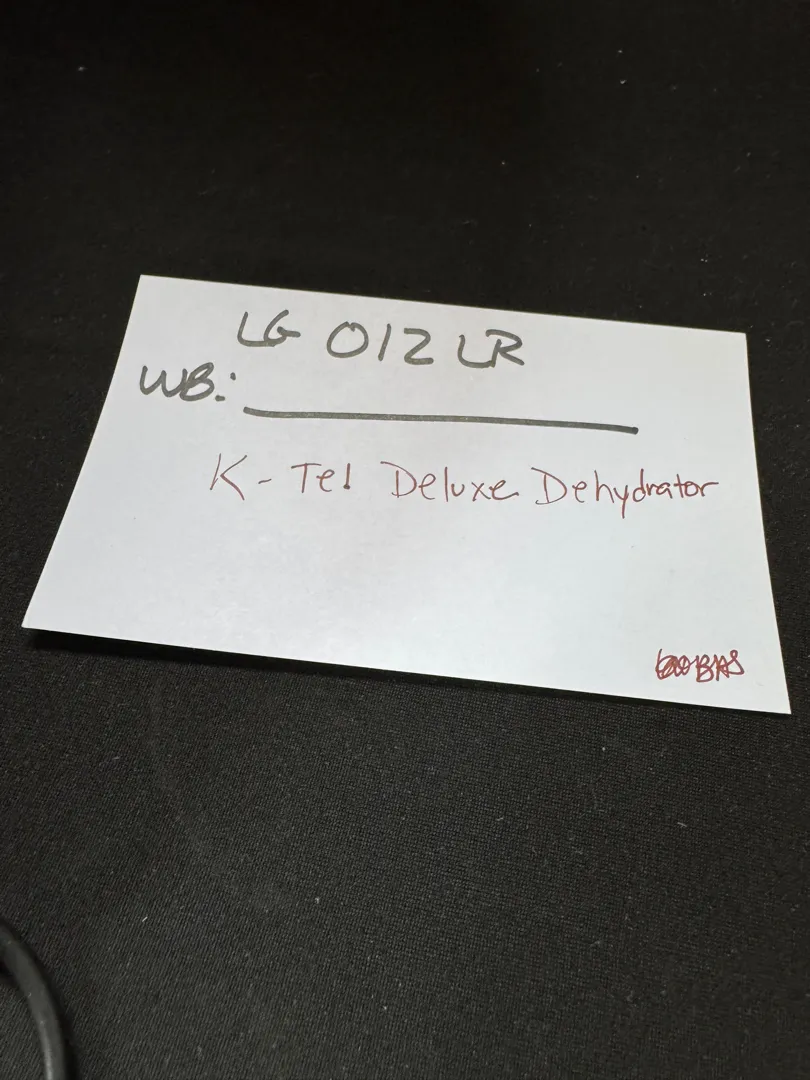 LG 012 LR
WB:
K-Tel Deluxe Dehydrator